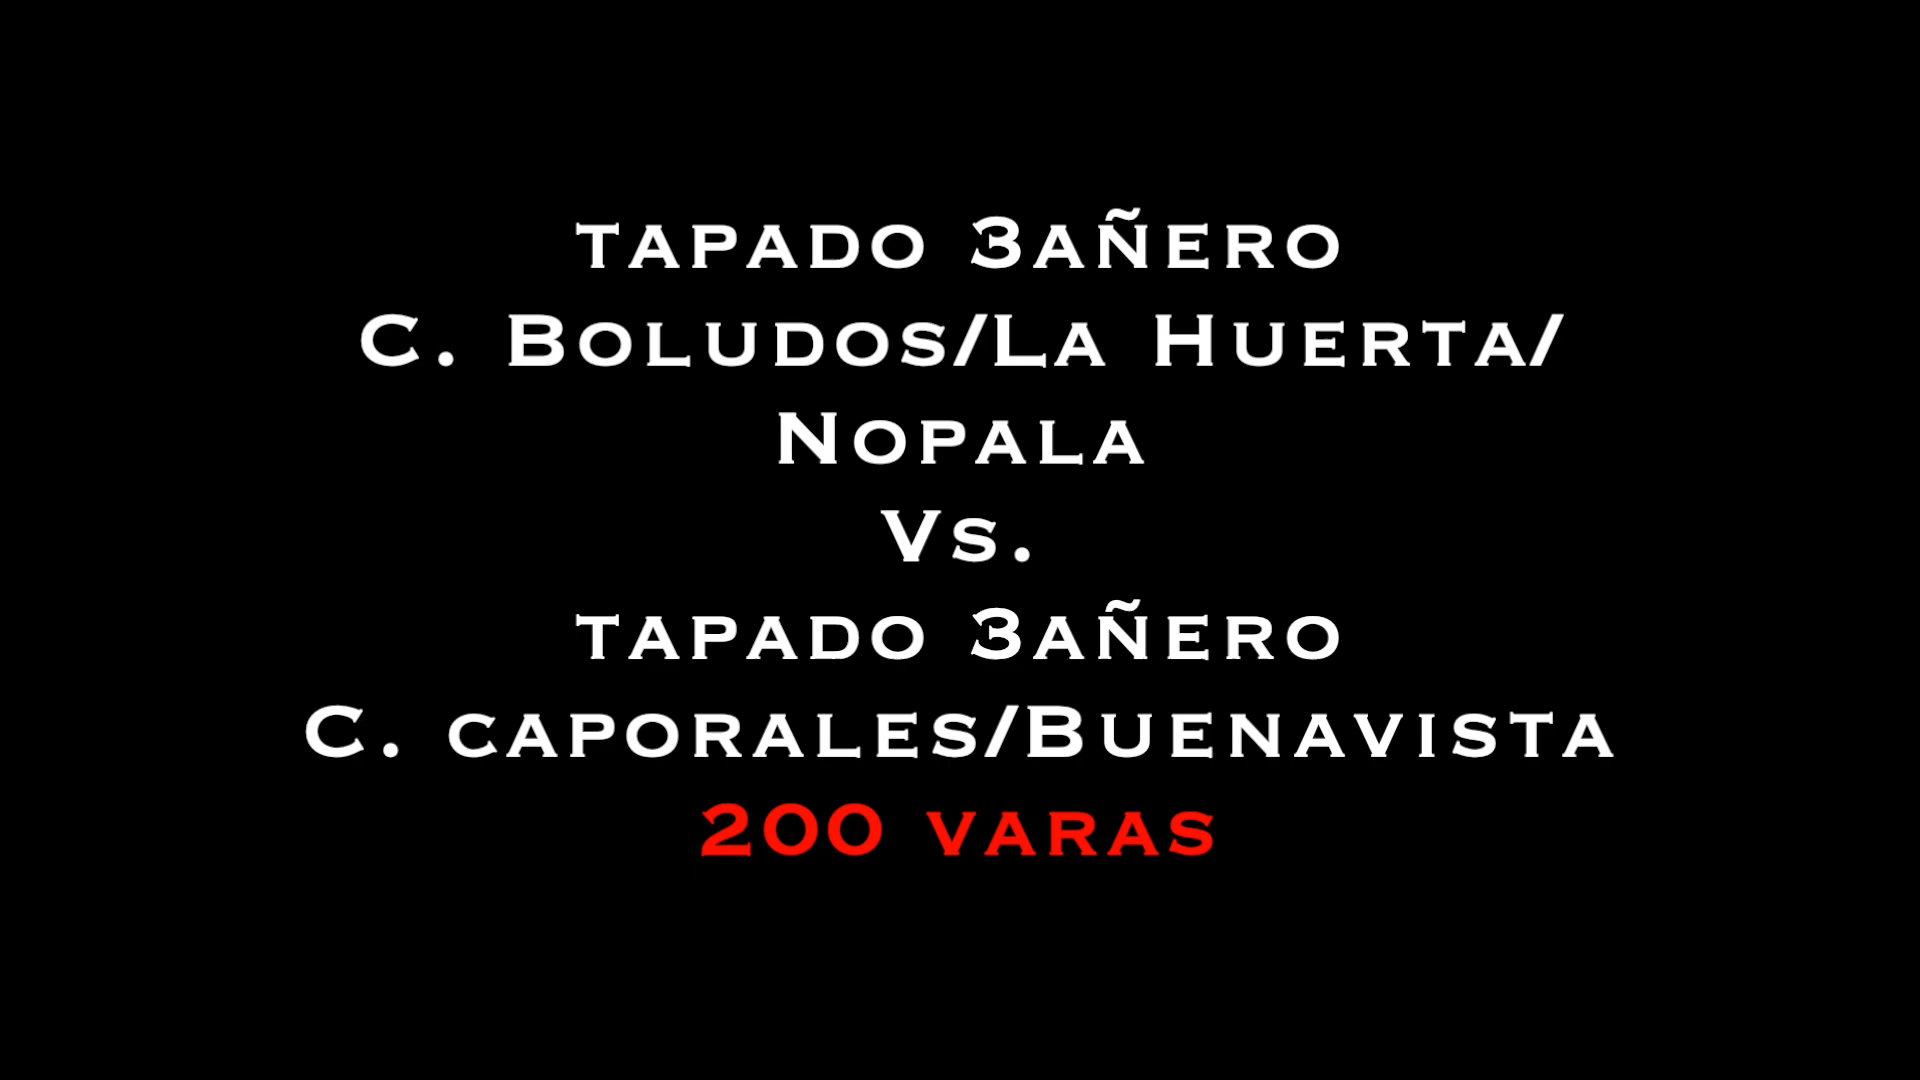 TAPADO 3AÑERO
C. BOLUDOS/LA HUERTA/
NOPALA
VS.
TAPADO 3AÑERO
C. CAPORALES/BUENAVISTA
200 VARAS